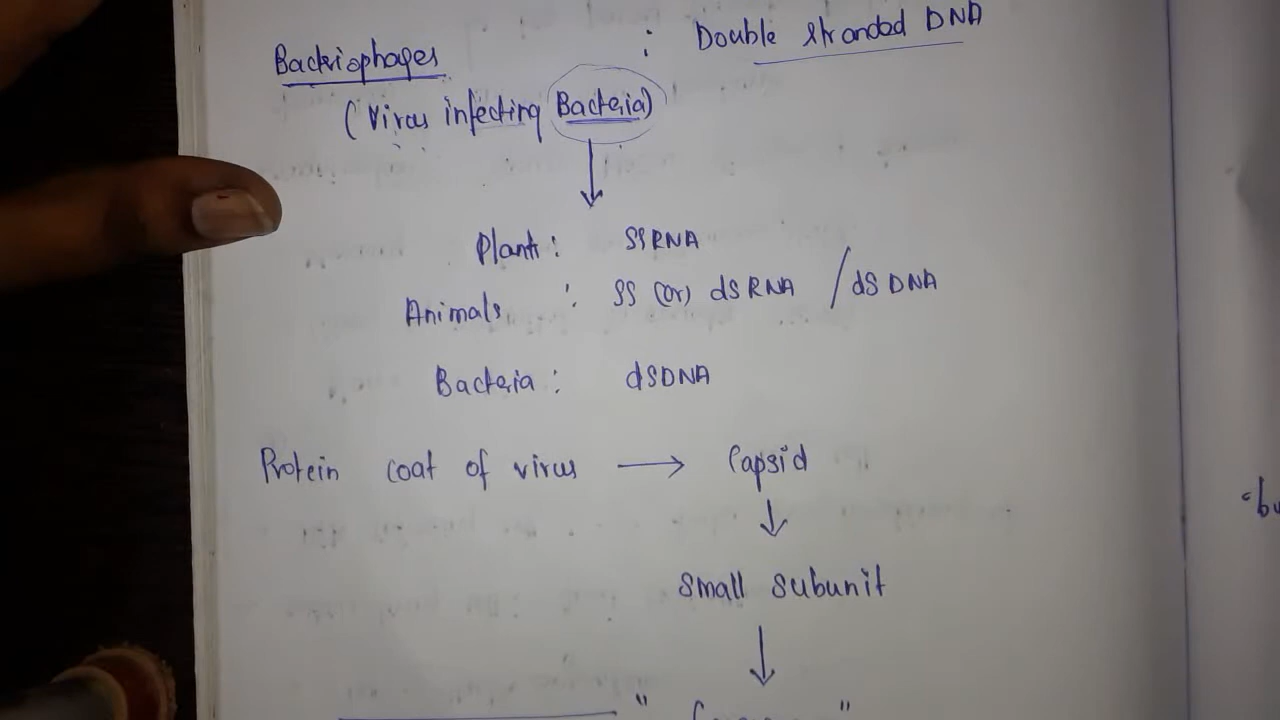 Bactriophages : Double stranded DNA
(Virus infecting Bacteria)
Plant : SSRNA
Animals : SS (or) dSRNA / dSDNA
Bacteria : dSDNA
Protein coat of virus → Capsid
↓
Small subunit
↓